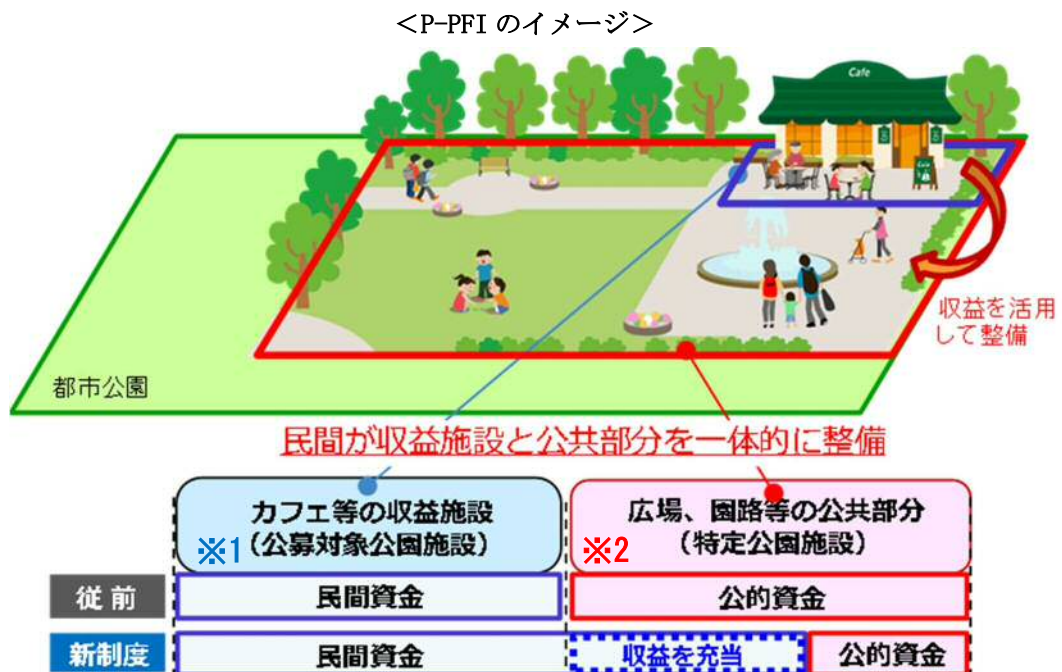 ＜P-PFI のイメージ＞
Cafe
収益を活用
して整備
都市公園
民間が収益施設と公共部分を一体的に整備
カフェ等の収益施設
※1（公募対象公園施設）
広場、園路等の公共部分
※2（特定公園施設）
従前
民間資金
公的資金
新制度
民間資金
収益を充当
公的資金